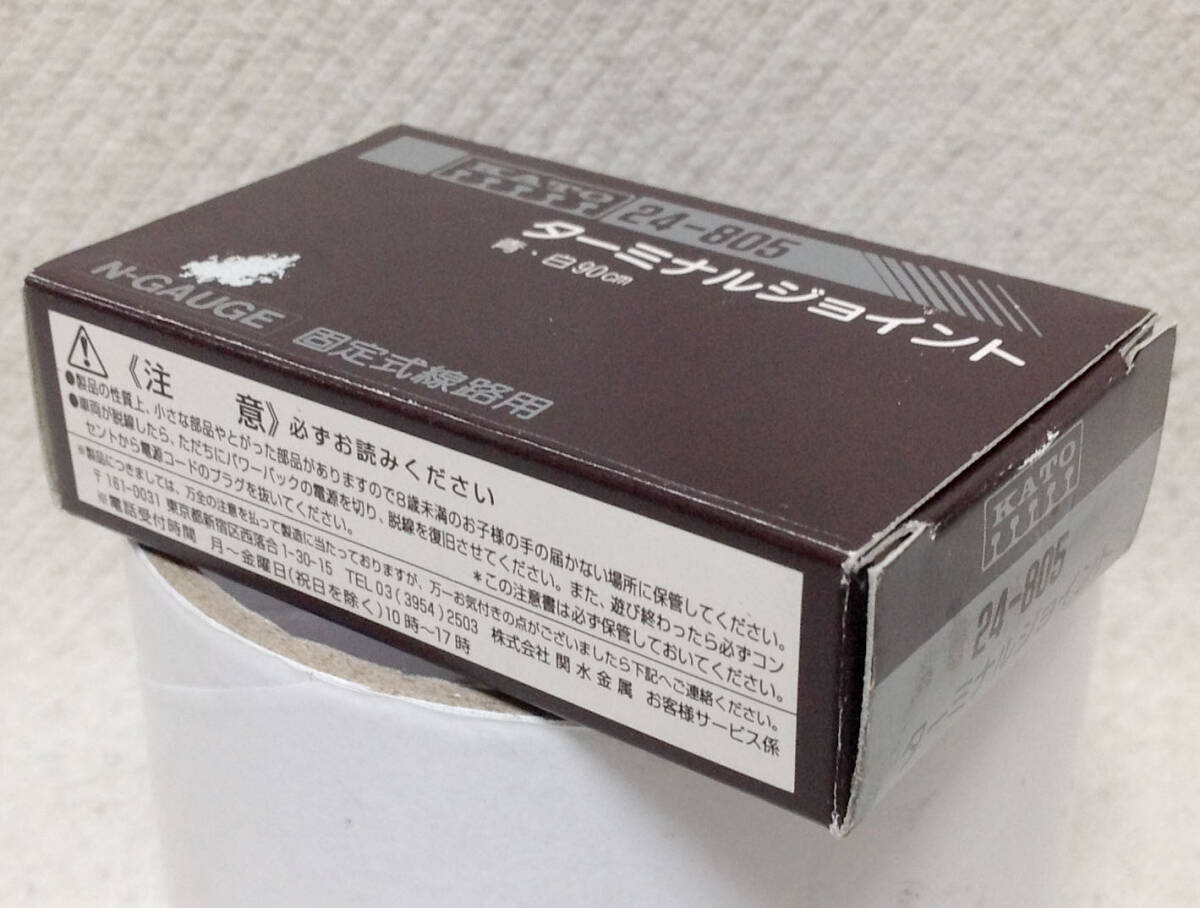 KATO
24-805
ターミナルジョイント
青・白90cm
N-GAUGE 固定式線路用
《注 意》必ずお読みください
●製品の性質上、小さな部品やとがった部品がありますので8歳未満のお子様の手の届かない場所に保管してください。
●車両が脱線したら、ただちにパワーパックの電源を切り、脱線を復旧させてください。また、遊び終わったら必ずコン
セントから電源コードのプラグを抜いてください。
＊この注意書は必ず保管しておいてください。
※製品につきましては、万全の注意を払って製造に当たっておりますが、万一お気付きの点がございましたら下記へご連絡ください。
〒161-0031 東京都新宿区西落合1-30-15 TEL 03(3954)2503 株式会社 関水金属 お客様サービス係
※電話受付時間 月〜金曜日(祝日を除く)10時〜17時
KATO
24-805
ターミナルジョイント